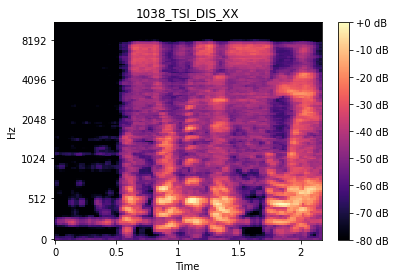 1038_TSI_DIS_XX
+0 dB
8192
-10 dB
4096
-20 dB
-30 dB
2048
Hz
-40 dB
1024
-50 dB
512
-60 dB
-70 dB
0
-80 dB
0
0.5
1
1.5
2
Time